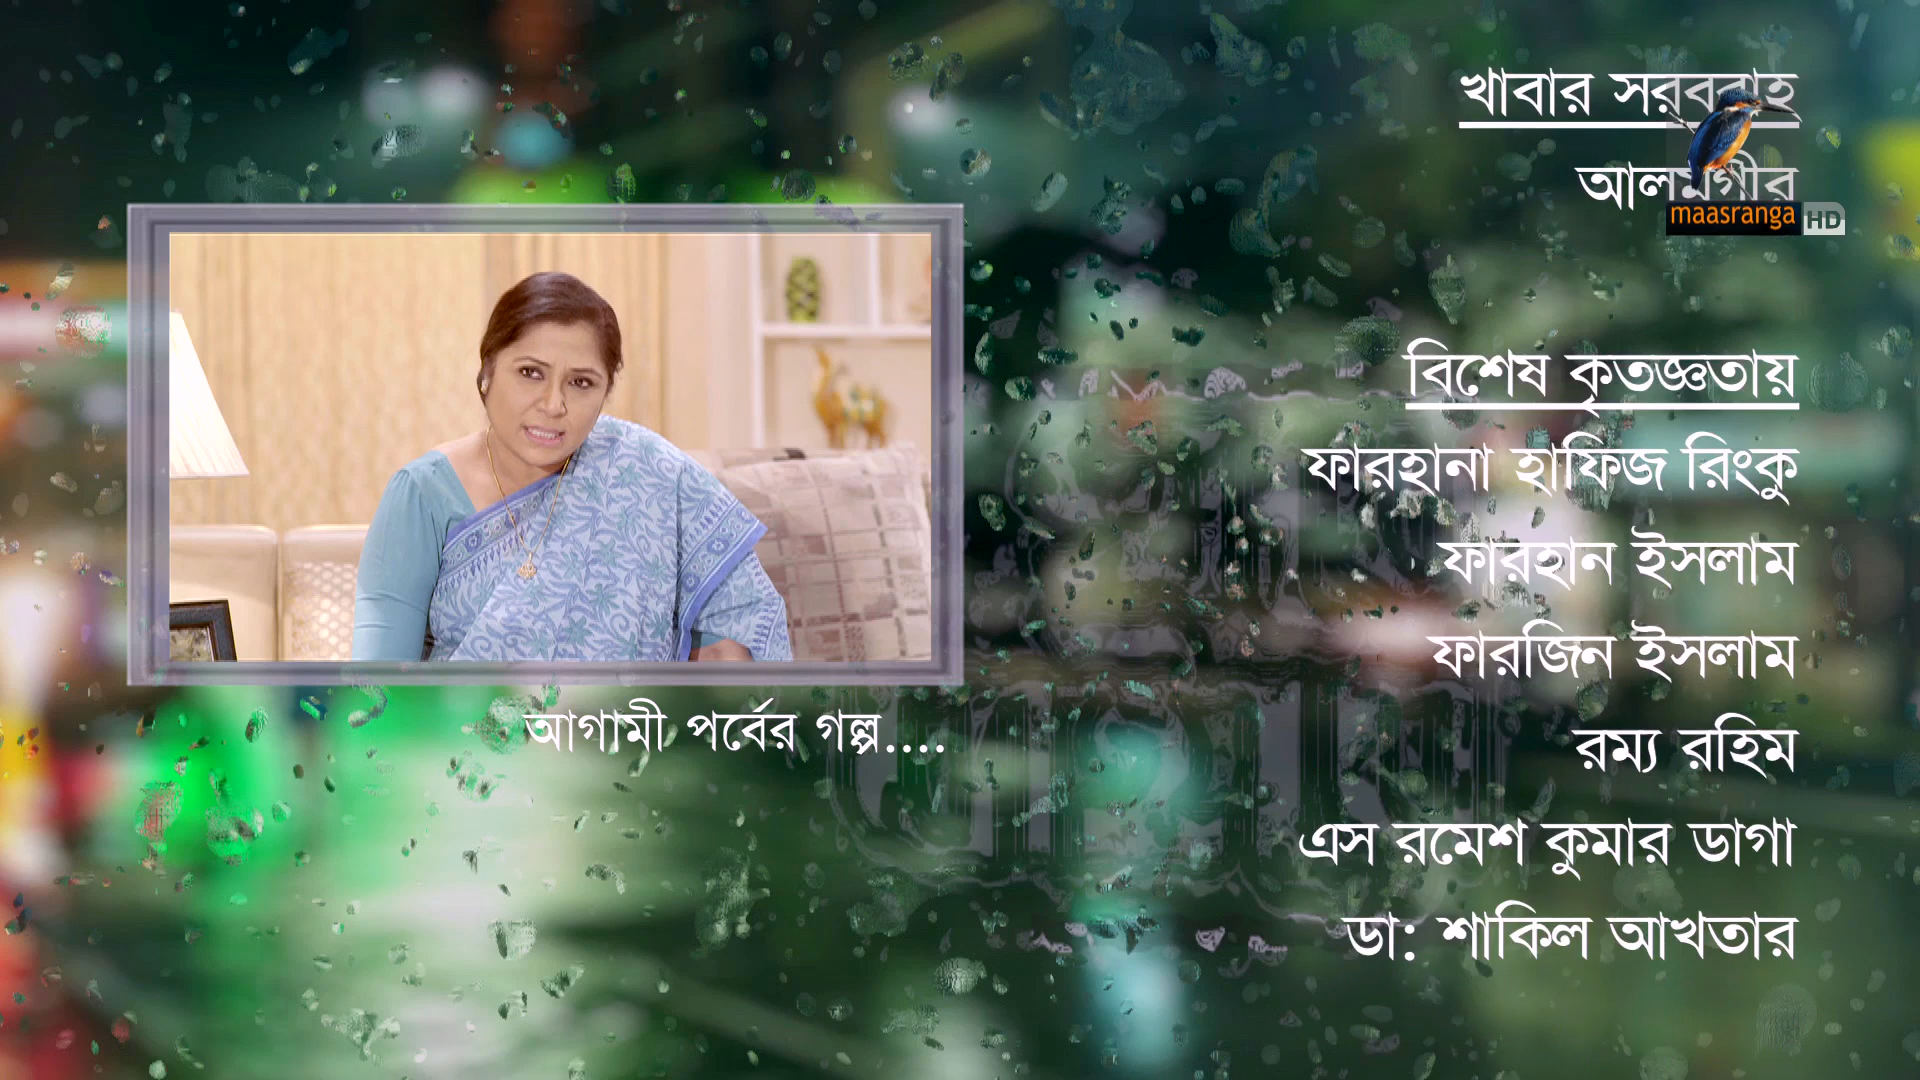 খাবার সরবরাহ
আলমগীর
maasranga HD
বিশেষ কৃতজ্ঞতায়
ফারহানা হাফিজ রিংকু
ফারহান ইসলাম
ফারজিন ইসলাম
রম্য রহিম
এস রমেশ কুমার ডাগা
ডা: শাকিল আখতার
আগামী পর্বের গল্প....